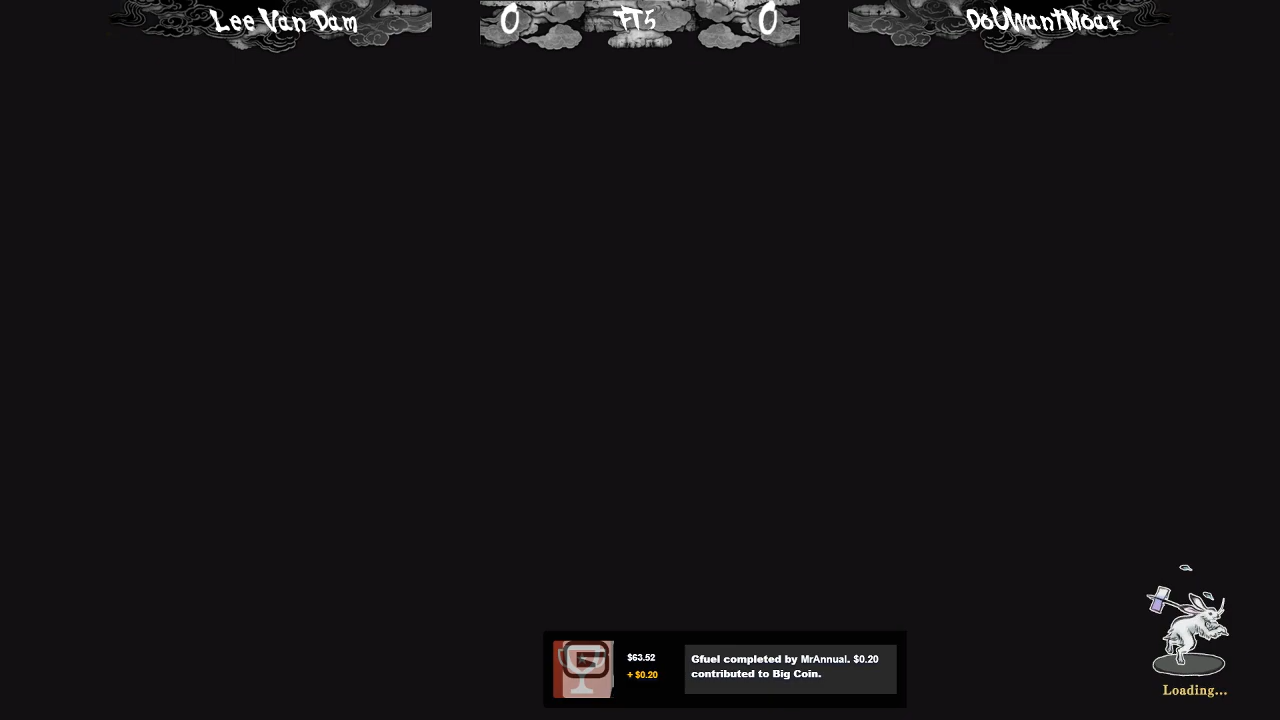 Lee Van Dam
0
FT5
0
DoUWantMoar
$63.52
+ $0.20
Gfuel completed by MrAnnual. $0.20
contributed to Big Coin.
Loading...